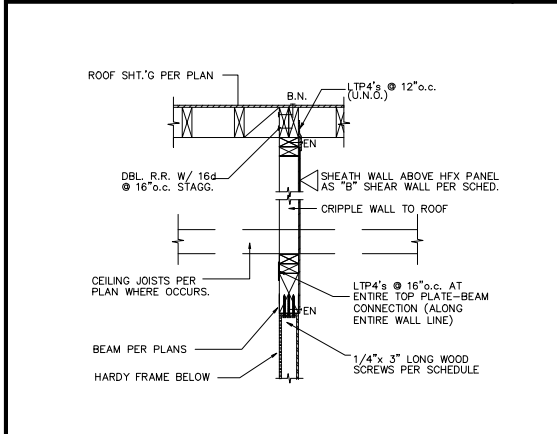 ROOF SHT.'G PER PLAN
B.N.
LTP4's @ 12"o.c.
(U.N.O.)
EN
DBL. R.R. W/ 16d
@ 16"o.c. STAGG.
SHEATH WALL ABOVE HFX PANEL
AS "B" SHEAR WALL PER SCHED.
CRIPPLE WALL TO ROOF
CEILING JOISTS PER
PLAN WHERE OCCURS.
LTP4's @ 16"o.c. AT
ENTIRE TOP PLATE-BEAM
CONNECTION (ALONG
ENTIRE WALL LINE)
EN
BEAM PER PLANS
HARDY FRAME BELOW
1/4"x 3" LONG WOOD
SCREWS PER SCHEDULE